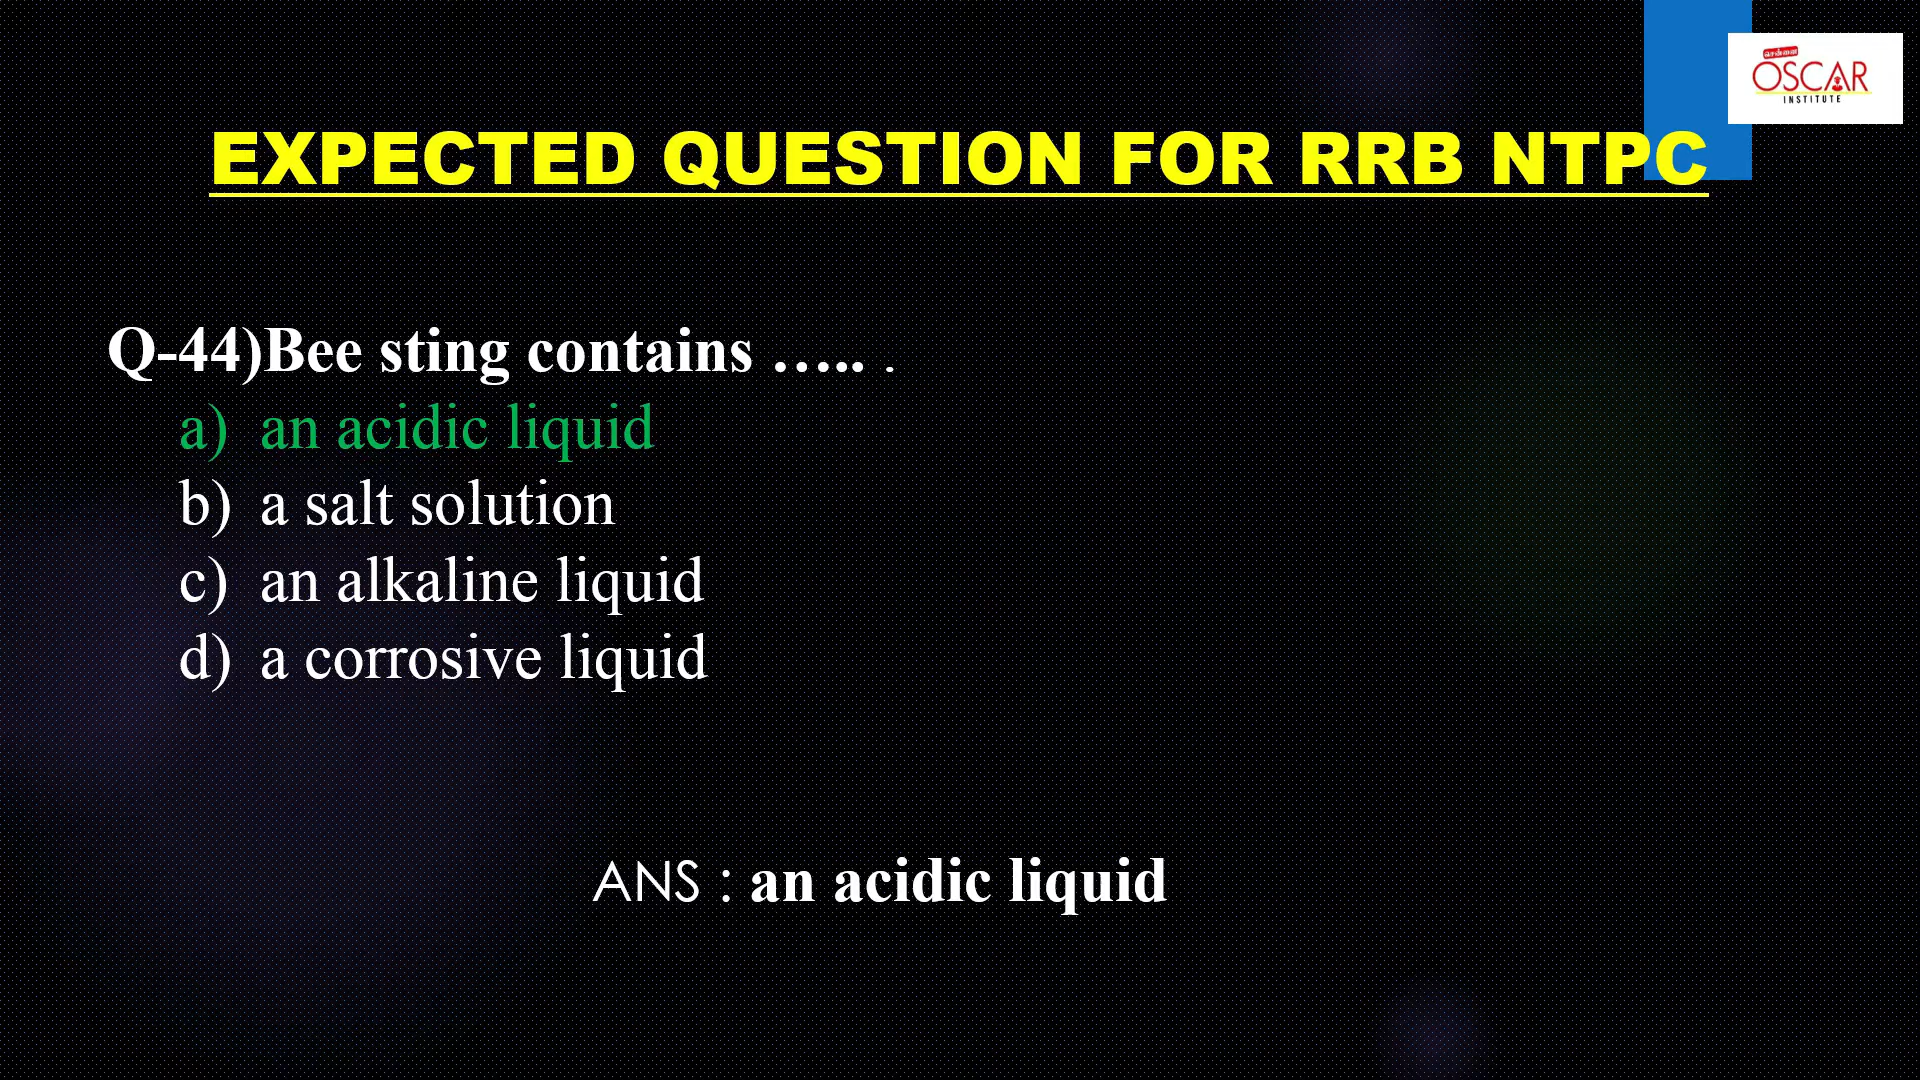 சென்னை
OSCAR
INSTITUTE
EXPECTED QUESTION FOR RRB NTPC
Q-44)Bee sting contains ….. .
a) an acidic liquid
b) a salt solution
c) an alkaline liquid
d) a corrosive liquid
ANS : an acidic liquid